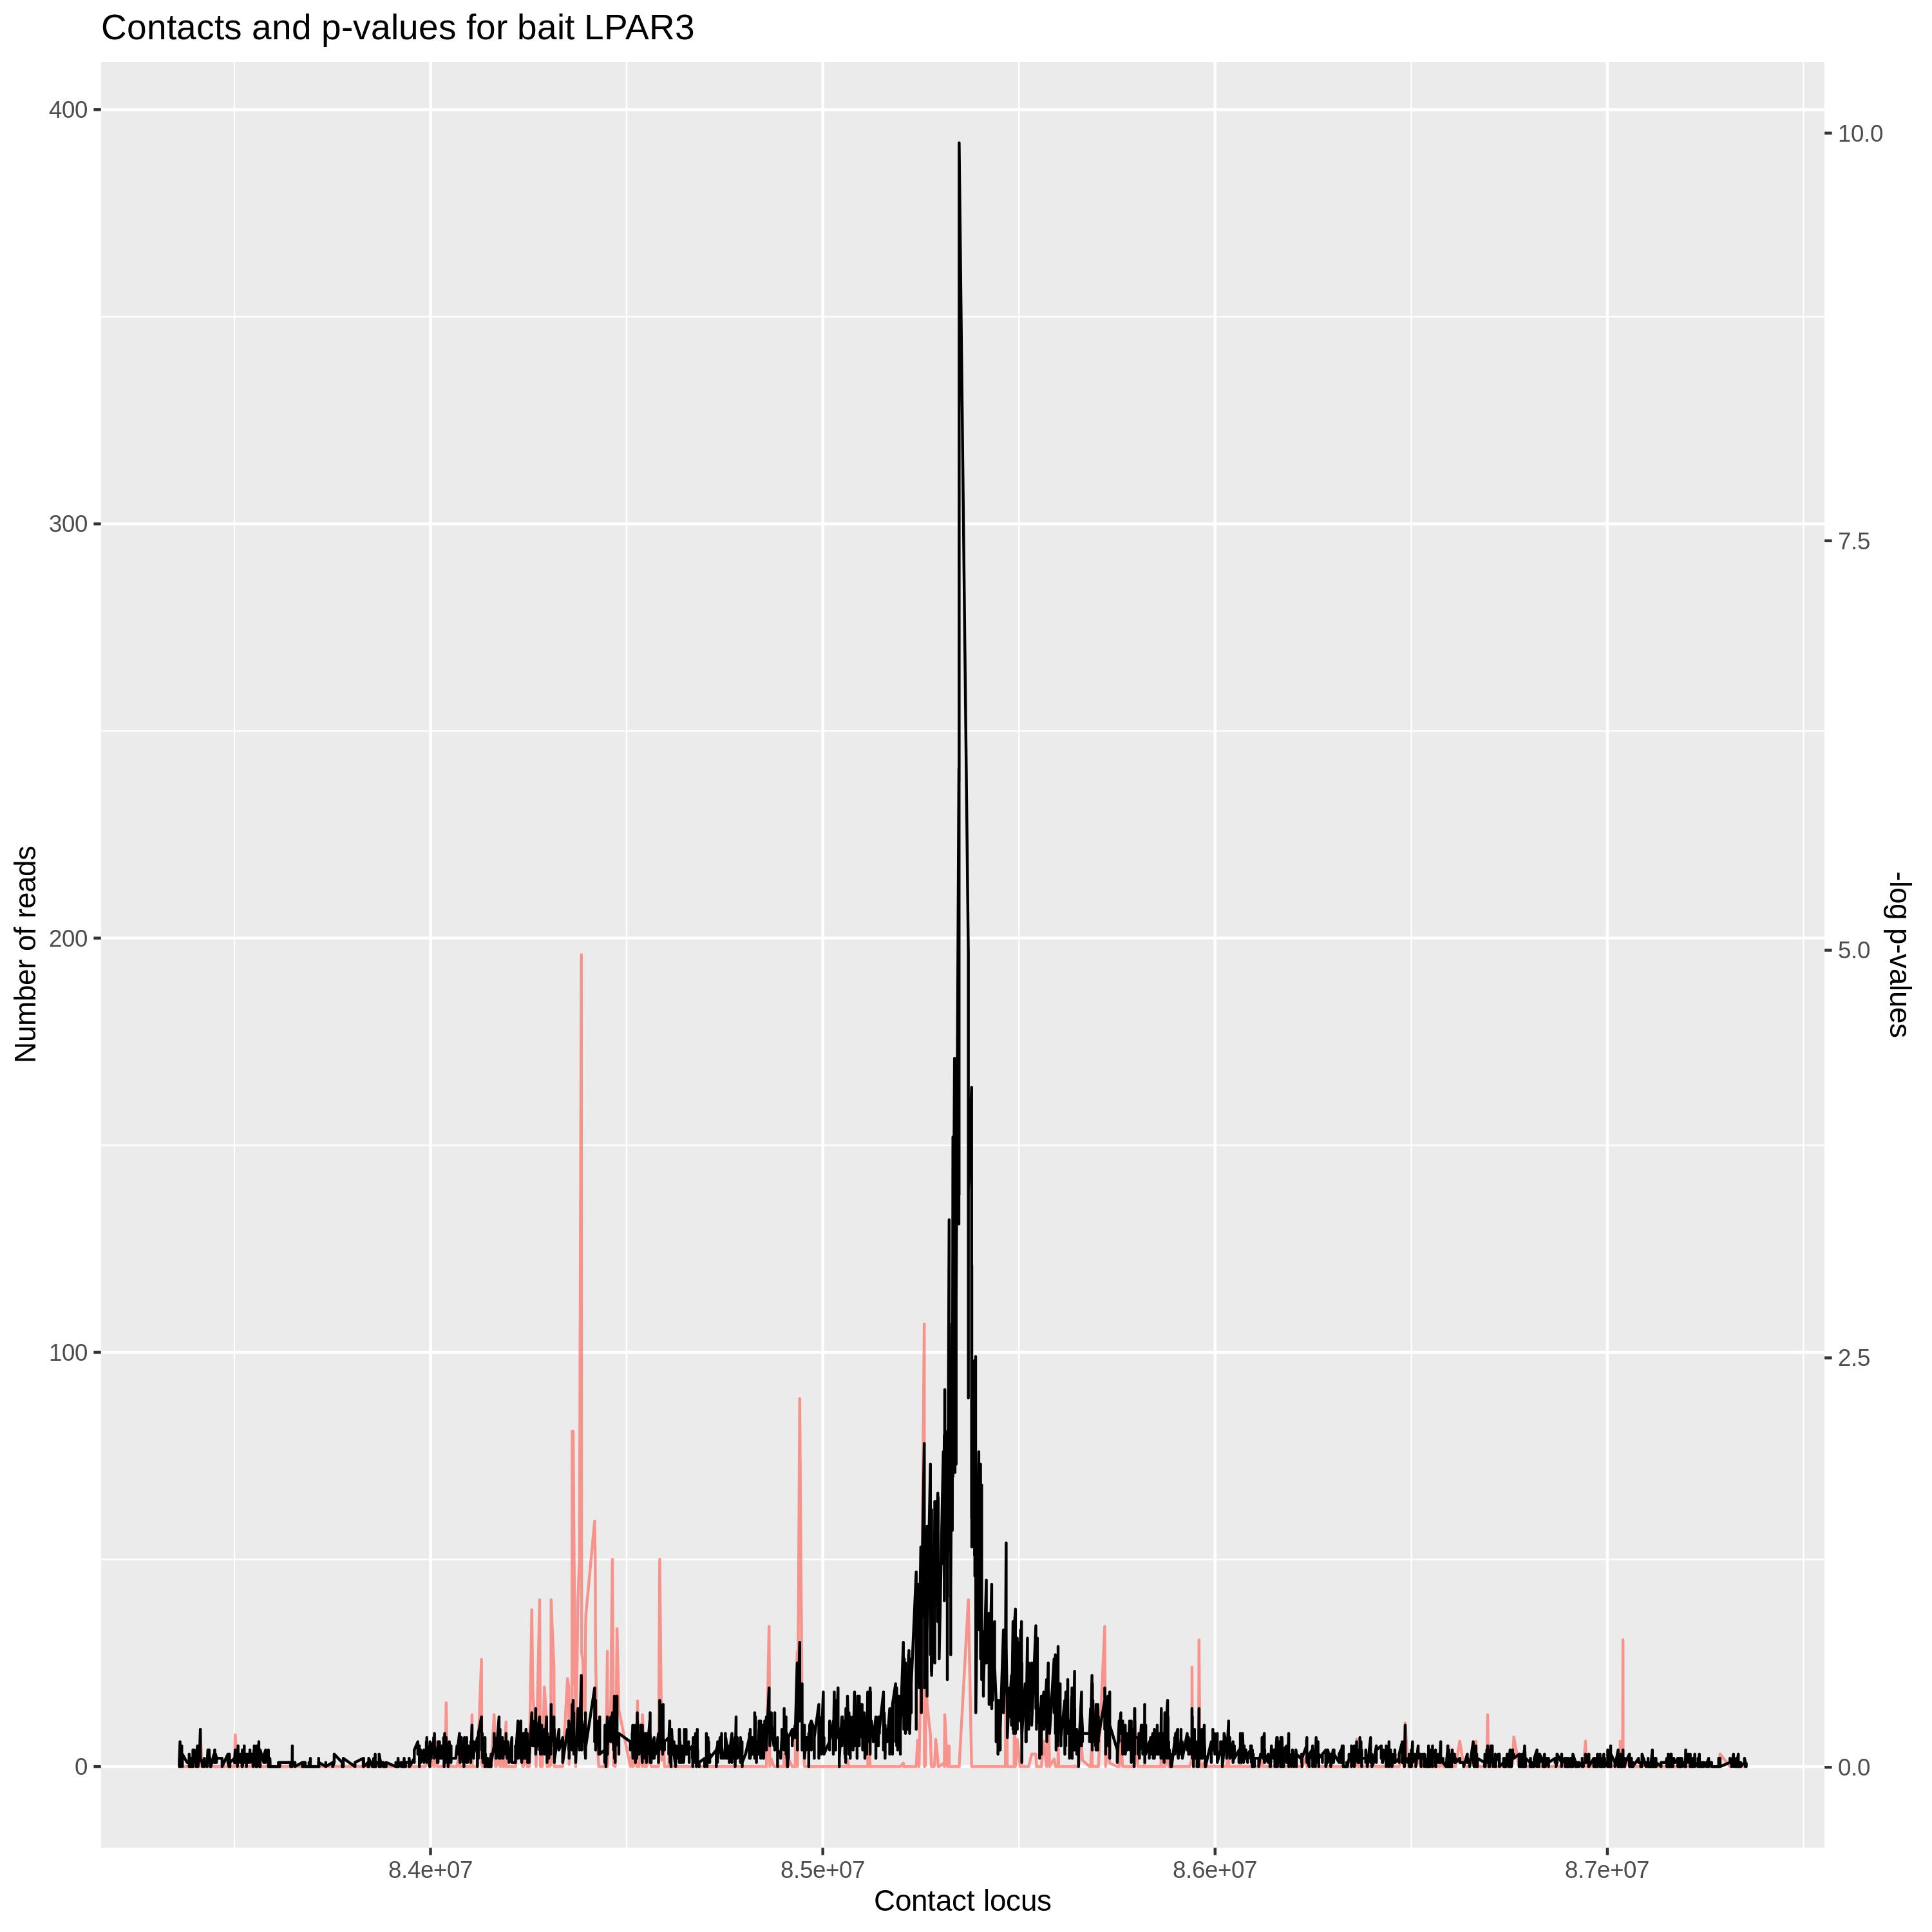 Contacts and p-values for bait LPAR3
400
300
200
100
0
Number of reads
10.0
7.5
5.0
2.5
0.0
-log p-values
8.4e+07
8.5e+07
8.6e+07
8.7e+07
Contact locus